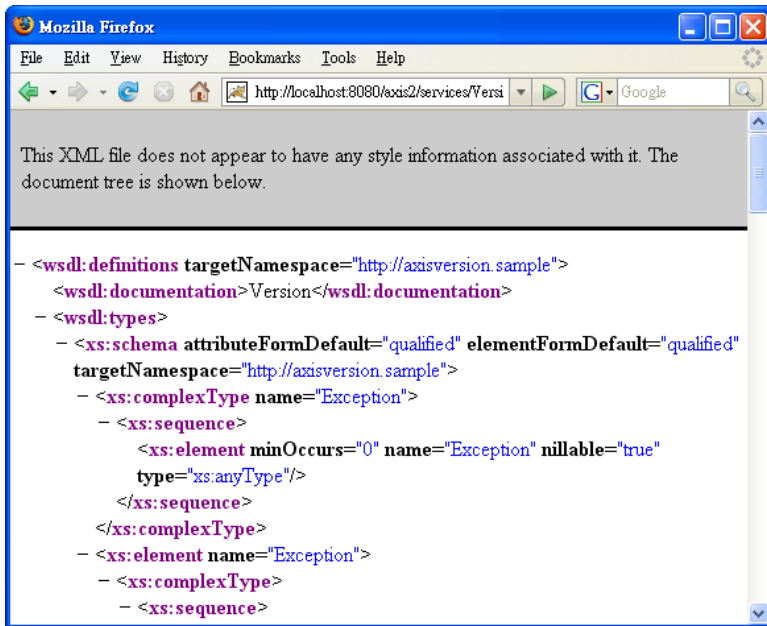 Mozilla Firefox
File Edit View History Bookmarks Tools Help
http://localhost:8080/axis2/services/Versi G Google
This XML file does not appear to have any style information associated with it. The
document tree is shown below.
− <wsdl:definitions targetNamespace="http://axisversion.sample">
<wsdl:documentation>Version</wsdl:documentation>
− <wsdl:types>
− <xs:schema attributeFormDefault="qualified" elementFormDefault="qualified"
targetNamespace="http://axisversion.sample">
− <xs:complexType name="Exception">
− <xs:sequence>
<xs:element minOccurs="0" name="Exception" nillable="true"
type="xs:anyType"/>
</xs:sequence>
</xs:complexType>
− <xs:element name="Exception">
− <xs:complexType>
− <xs:sequence>